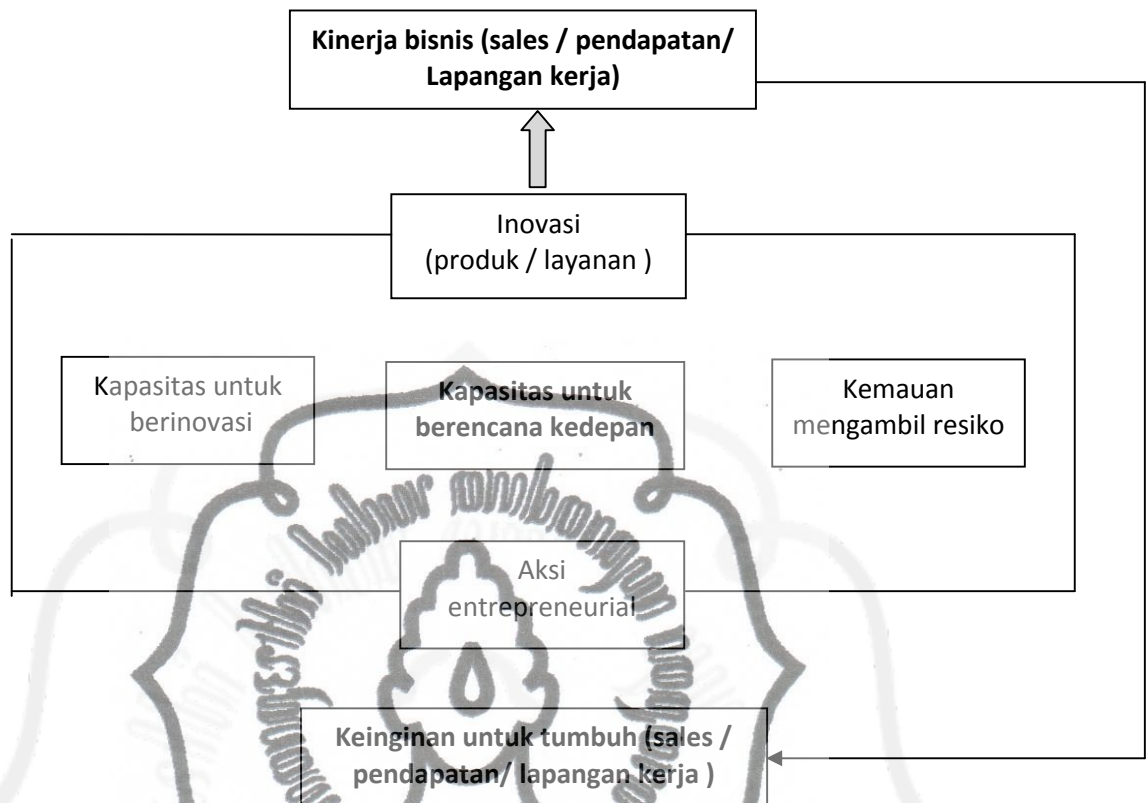 Kinerja bisnis (sales / pendapatan/
Lapangan kerja)
Inovasi
(produk / layanan )
Kapasitas untuk
berinovasi
Kapasitas untuk
berencana kedepan
Kemauan
mengambil resiko
Aksi
entrepreneurial
Keinginan untuk tumbuh (sales /
pendapatan/ lapangan kerja )